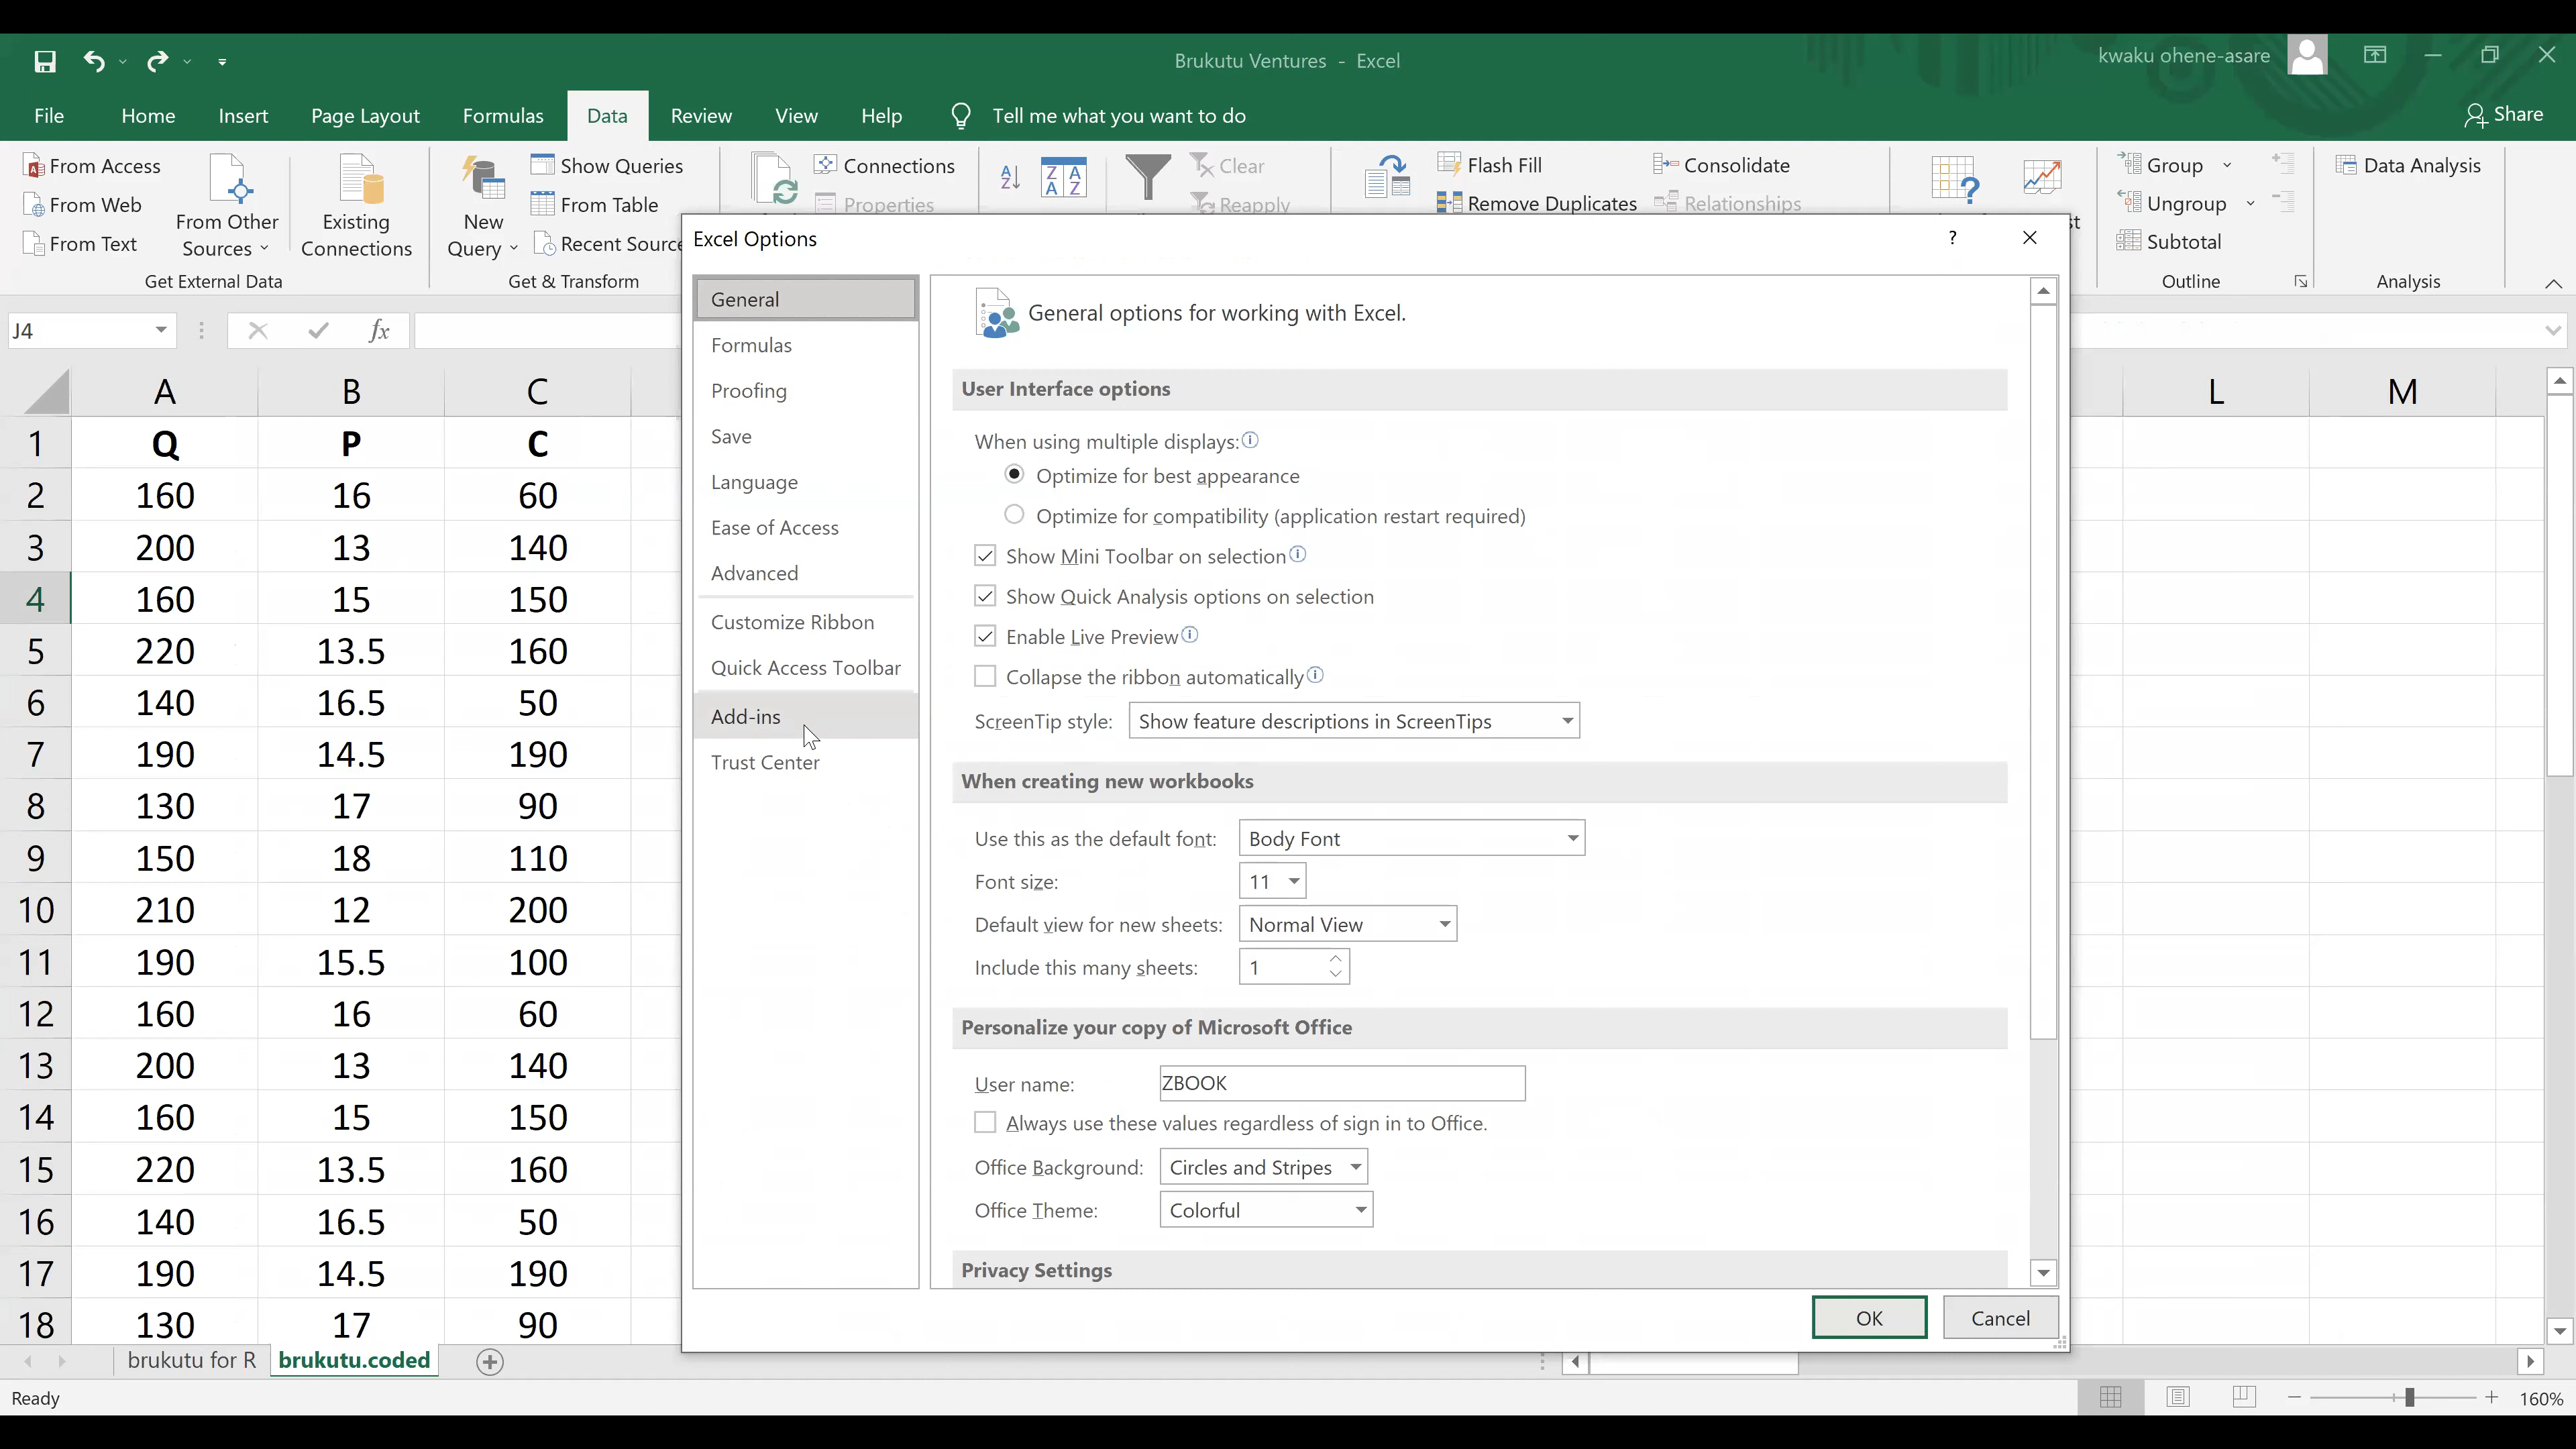 Brukutu Ventures - Excel
kwaku ohene-asare
File Home Insert Page Layout Formulas Data Review View Help Tell me what you want to do
Share
From Access
From Web
From Text
From Other Sources
Existing Connections
Get External Data
New Query
Show Queries
From Table
Recent Source
Get & Transform
Connections
Properties
Clear
Reapply
Flash Fill
Remove Duplicates
Consolidate
Relationships
Group
Ungroup
Subtotal
Outline
Data Analysis
Analysis
J4
fx
A B C L M
1 Q P C
2 160 16 60
3 200 13 140
4 160 15 150
5 220 13.5 160
6 140 16.5 50
7 190 14.5 190
8 130 17 90
9 150 18 110
10 210 12 200
11 190 15.5 100
12 160 16 60
13 200 13 140
14 160 15 150
15 220 13.5 160
16 140 16.5 50
17 190 14.5 190
18 130 17 90
Excel Options
?
General
Formulas
Proofing
Save
Language
Ease of Access
Advanced
Customize Ribbon
Quick Access Toolbar
Add-ins
Trust Center
General options for working with Excel.
User Interface options
When using multiple displays:
Optimize for best appearance
Optimize for compatibility (application restart required)
Show Mini Toolbar on selection
Show Quick Analysis options on selection
Enable Live Preview
Collapse the ribbon automatically
ScreenTip style: Show feature descriptions in ScreenTips
When creating new workbooks
Use this as the default font: Body Font
Font size: 11
Default view for new sheets: Normal View
Include this many sheets: 1
Personalize your copy of Microsoft Office
User name: ZBOOK
Always use these values regardless of sign in to Office.
Office Background: Circles and Stripes
Office Theme: Colorful
Privacy Settings
OK Cancel
brukutu for R brukutu.coded
Ready
160%